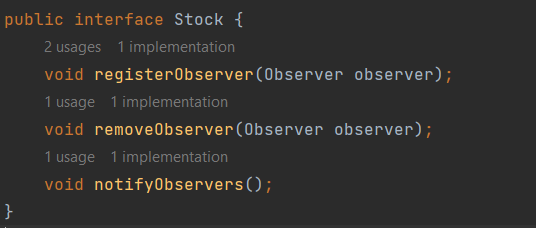 public interface Stock {
2 usages 1 implementation
void registerObserver(Observer observer);
1 usage 1 implementation
void removeObserver(Observer observer);
1 usage 1 implementation
void notifyObservers();
}